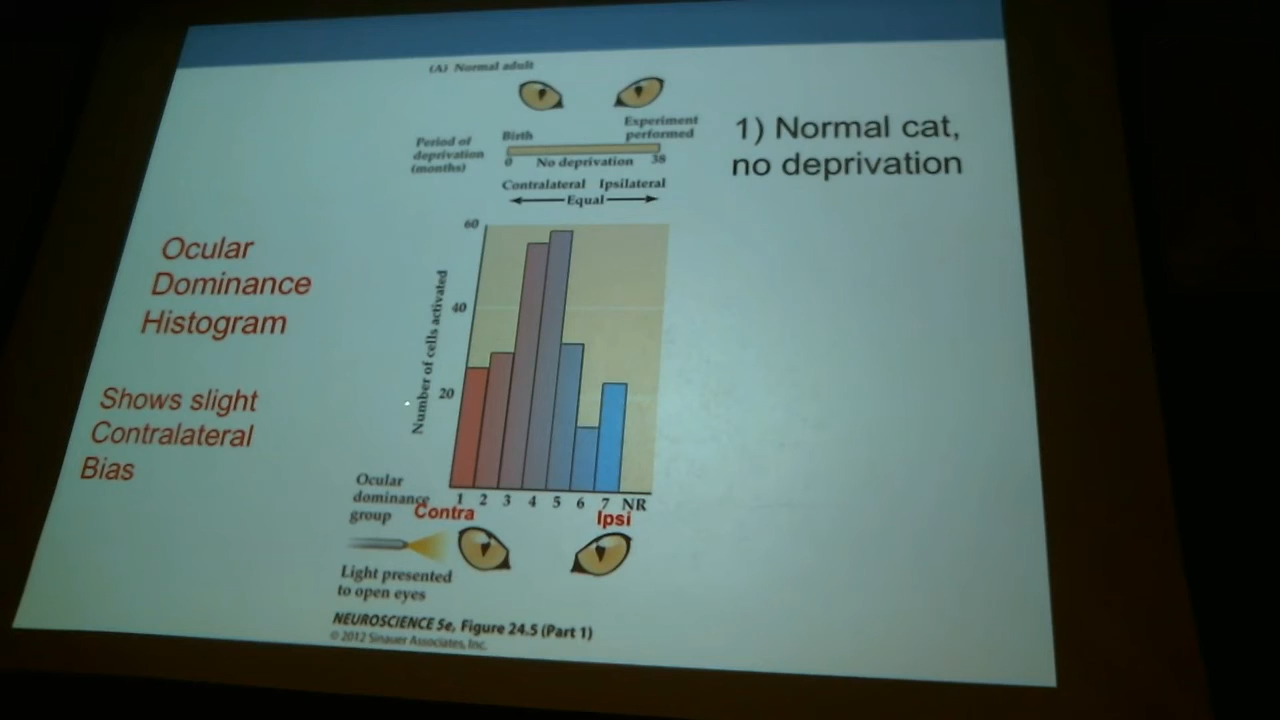 (A) Normal adult
Period of
deprivation
(months)
Birth
Experiment
performed
0 No deprivation 38
Contralateral Ipsilateral
Equal
1) Normal cat,
no deprivation
Ocular
Dominance
Histogram
Shows slight
Contralateral
Bias
Number of cells activated
60
40
20
1 2 3 4 5 6 7 NR
Ocular
dominance
group
Contra
Ipsi
Light presented
to open eyes
NEUROSCIENCE 5e, Figure 24.5 (Part 1)
© 2012 Sinauer Associates, Inc.